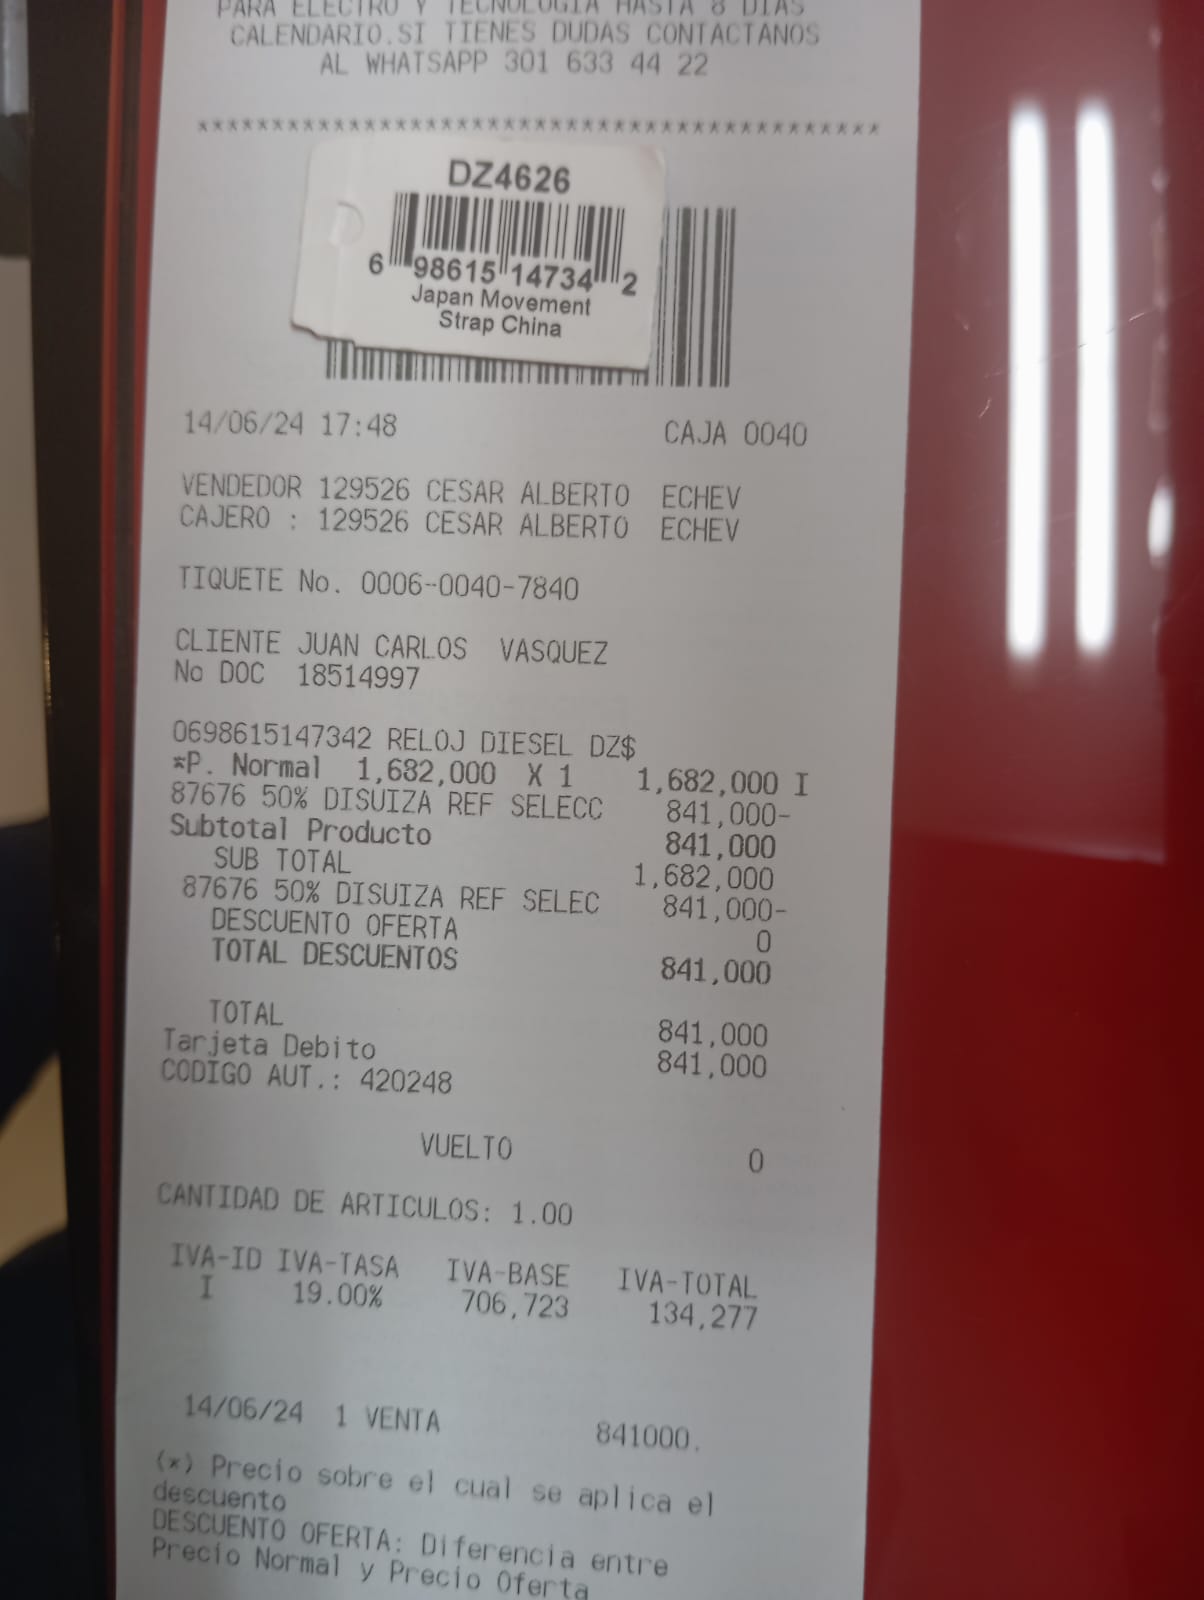 PARA ELECTRO Y TECNOLOGIA HASTA 8 DIAS
CALENDARIO.SI TIENES DUDAS CONTACTANOS
AL WHATSAPP 301 633 44 22
********************************************
DZ4626
6 98615 14734 2
Japan Movement
Strap China
14/06/24 17:48 CAJA 0040
VENDEDOR 129526 CESAR ALBERTO ECHEV
CAJERO : 129526 CESAR ALBERTO ECHEV
TIQUETE No. 0006-0040-7840
CLIENTE JUAN CARLOS VASQUEZ
No DOC 18514997
0698615147342 RELOJ DIESEL DZ$
*P. Normal 1,682,000 X 1 1,682,000 I
87676 50% DISUIZA REF SELECC 841,000-
Subtotal Producto 841,000
SUB TOTAL 1,682,000
87676 50% DISUIZA REF SELEC 841,000-
DESCUENTO OFERTA 0
TOTAL DESCUENTOS 841,000
TOTAL 841,000
Tarjeta Debito 841,000
CODIGO AUT.: 420248
VUELTO 0
CANTIDAD DE ARTICULOS: 1.00
IVA-ID IVA-TASA IVA-BASE IVA-TOTAL
I 19.00% 706,723 134,277
14/06/24 1 VENTA 841000.
(*) Precio sobre el cual se aplica el
descuento
DESCUENTO OFERTA: Diferencia entre
Precio Normal y Precio Oferta